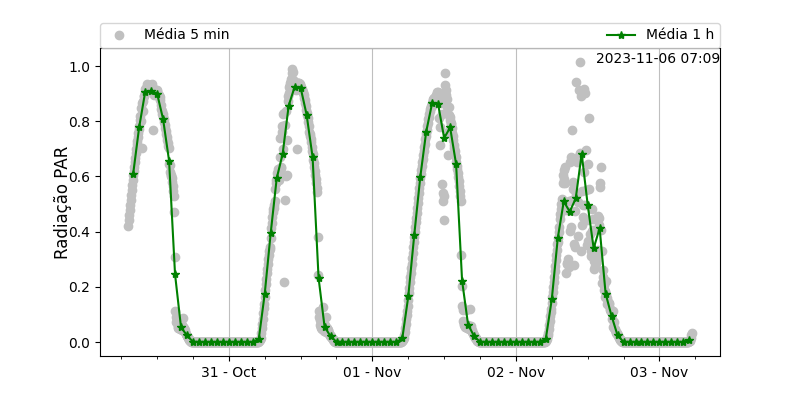 Média 5 min
Média 1 h
2023-11-06 07:09
1.0
0.8
0.6
0.4
0.2
0.0
Radiação PAR
31 - Oct
01 - Nov
02 - Nov
03 - Nov